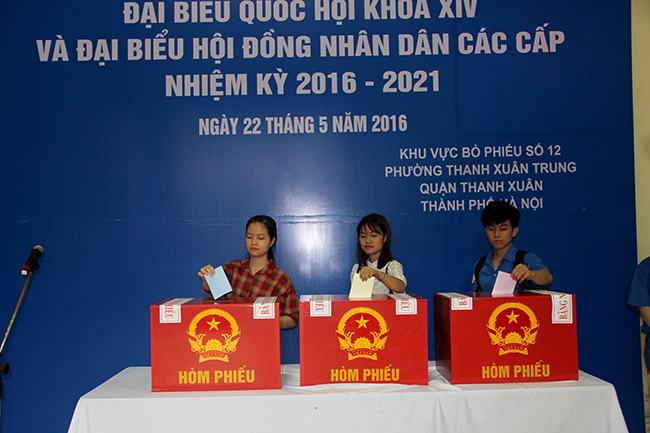 ĐẠI BIỂU QUỐC HỘI KHÓA XIV
VÀ ĐẠI BIỂU HỘI ĐỒNG NHÂN DÂN CÁC CẤP
NHIỆM KỲ 2016 - 2021
NGÀY 22 THÁNG 5 NĂM 2016
KHU VỰC BỎ PHIẾU SỐ 12
PHƯỜNG THANH XUÂN TRUNG
QUẬN THANH XUÂN
THÀNH PHỐ HÀ NỘI
HÒM PHIẾU
HÒM PHIẾU
HÒM PHIẾU